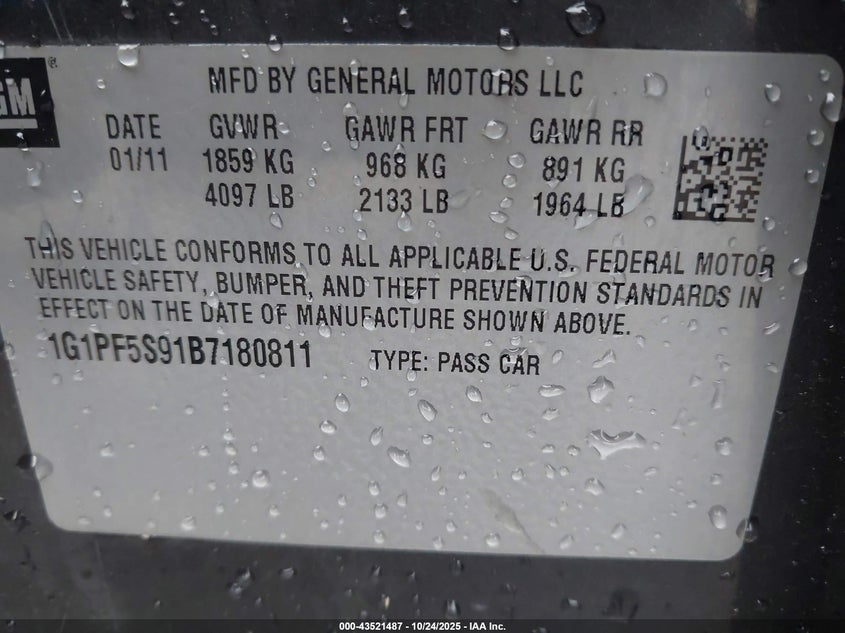 GM
®
MFD BY GENERAL MOTORS LLC
DATE GVWR GAWR FRT GAWR RR
01/11 1859 KG 968 KG 891 KG
4097 LB 2133 LB 1964 LB
THIS VEHICLE CONFORMS TO ALL APPLICABLE U.S. FEDERAL MOTOR
VEHICLE SAFETY, BUMPER, AND THEFT PREVENTION STANDARDS IN
EFFECT ON THE DATE OF MANUFACTURE SHOWN ABOVE.
1G1PF5S91B7180811 TYPE: PASS CAR
000-43521487 - 10/24/2025 - IAA Inc.